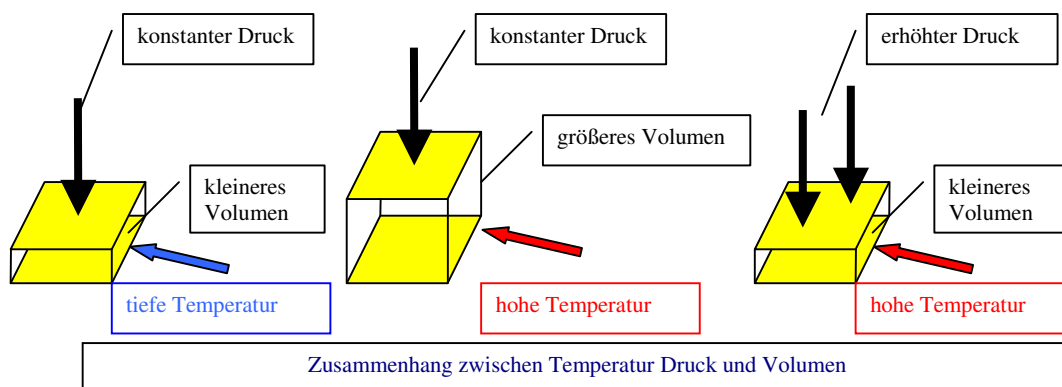 konstanter Druck
kleineres
Volumen
tiefe Temperatur
konstanter Druck
größeres Volumen
hohe Temperatur
erhöhter Druck
kleineres
Volumen
hohe Temperatur
Zusammenhang zwischen Temperatur Druck und Volumen